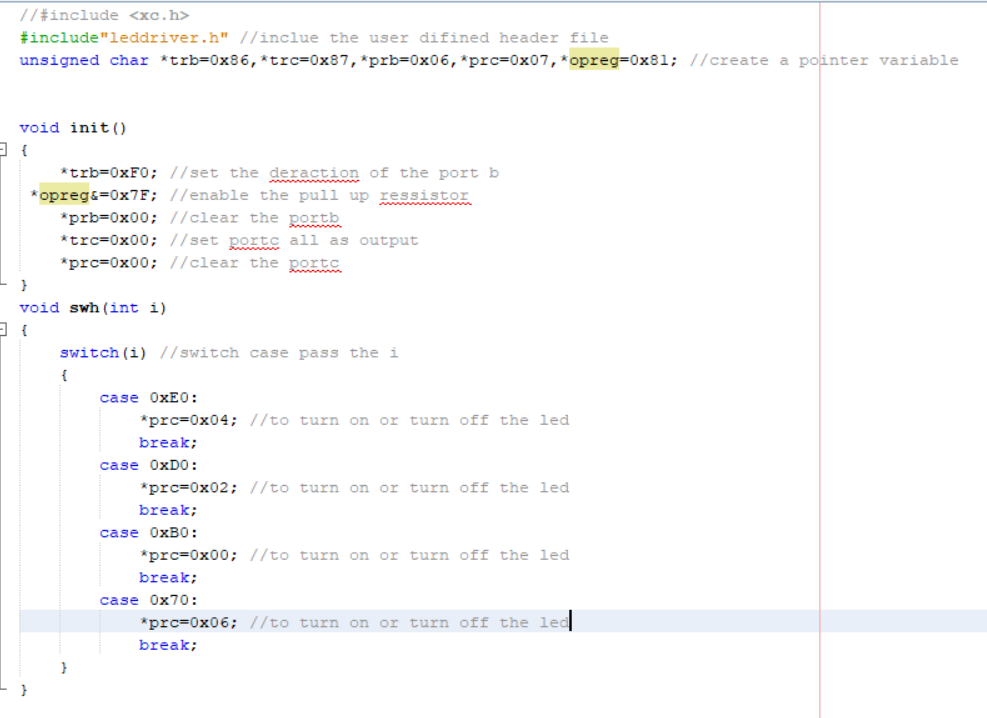 //#include <xc.h>
#include"leddriver.h" //inclue the user difined header file
unsigned char *trb=0x86,*trc=0x87,*prb=0x06,*prc=0x07,*opreg=0x81; //create a pointer variable
void init()
{
*trb=0xF0; //set the deraction of the port b
*opreg&=0x7F; //enable the pull up ressistor
*prb=0x00; //clear the portb
*trc=0x00; //set portc all as output
*prc=0x00; //clear the portc
}
void swh(int i)
{
switch(i) //switch case pass the i
{
case 0xE0:
*prc=0x04; //to turn on or turn off the led
break;
case 0xD0:
*prc=0x02; //to turn on or turn off the led
break;
case 0xB0:
*prc=0x00; //to turn on or turn off the led
break;
case 0x70:
*prc=0x06; //to turn on or turn off the led
break;
}
}